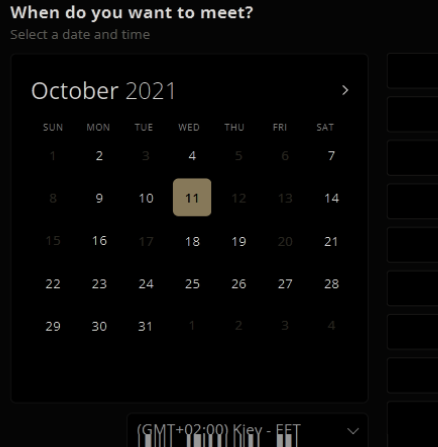 When do you want to meet?
Select a date and time
October 2021
SUN MON TUE WED THU FRI SAT
1 2 3 4 5 6 7
8 9 10 11 12 13 14
15 16 17 18 19 20 21
22 23 24 25 26 27 28
29 30 31 1 2 3 4
(GMT+02:00) Kiev - EET